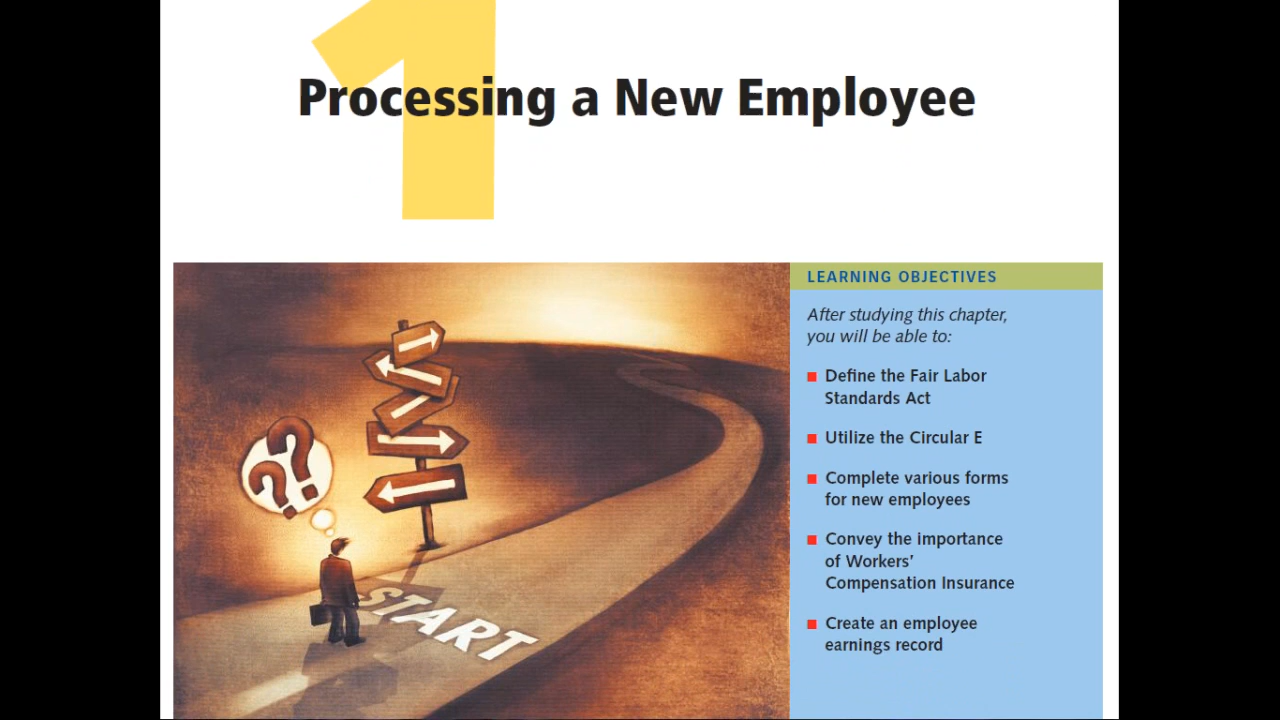 1
Processing a New Employee
LEARNING OBJECTIVES
After studying this chapter,
you will be able to:
■ Define the Fair Labor
Standards Act
■ Utilize the Circular E
■ Complete various forms
for new employees
■ Convey the importance
of Workers'
Compensation Insurance
■ Create an employee
earnings record
??
START